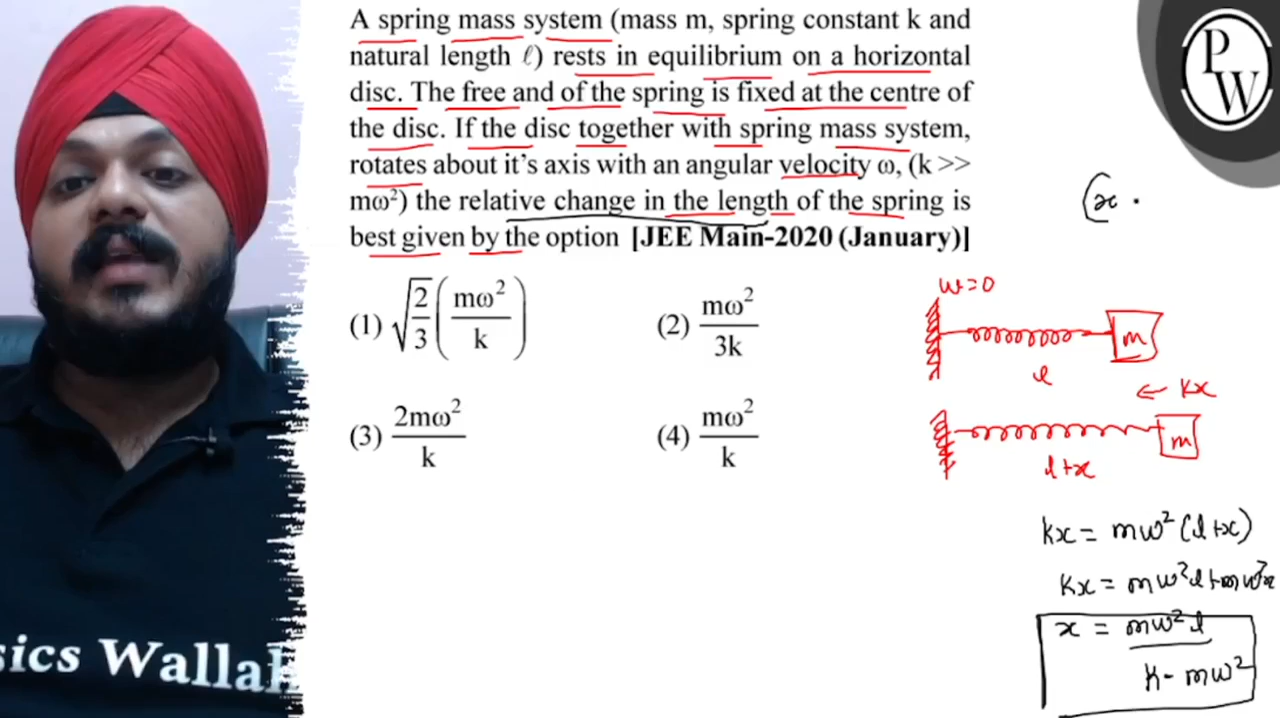 A spring mass system (mass m, spring constant k and
natural length ℓ) rests in equilibrium on a horizontal
disc. The free and of the spring is fixed at the centre of
the disc. If the disc together with spring mass system,
rotates about it's axis with an angular velocity ω, (k >>
mω²) the relative change in the length of the spring is
best given by the option [JEE Main-2020 (January)]
(1) √(2/3) (mω²/k)
(2) mω²/3k
(3) 2mω²/k
(4) mω²/k
P
W
(x
ω=0
m
l
← kx
m
l+x
kx = mω² (l+x)
kx = mω²l+mω²x
x = mω²l / k-mω²
sics Wallah